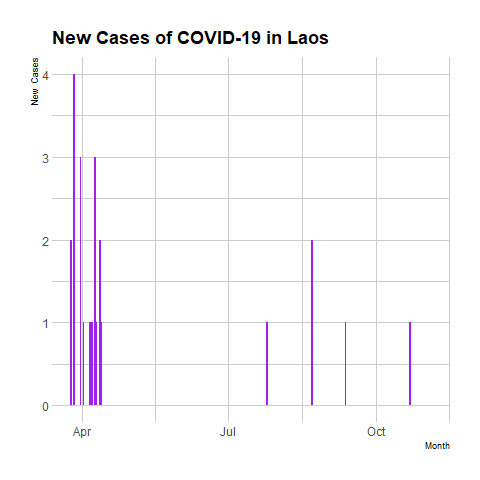 New Cases of COVID-19 in Laos
New Cases
4
3
2
1
0
Apr
Jul
Oct
Month